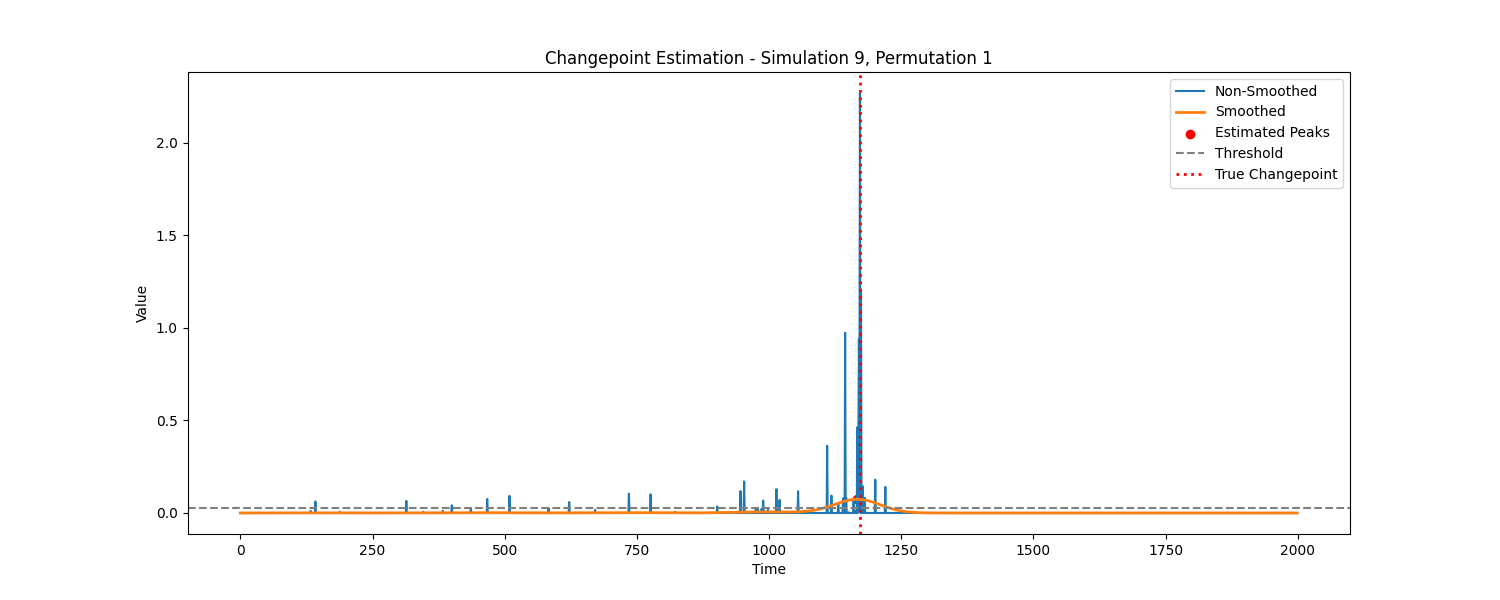 Changepoint Estimation - Simulation 9, Permutation 1
Non-Smoothed
Smoothed
Estimated Peaks
Threshold
True Changepoint
Value
2.0
1.5
1.0
0.5
0.0
0 250 500 750 1000 1250 1500 1750 2000
Time